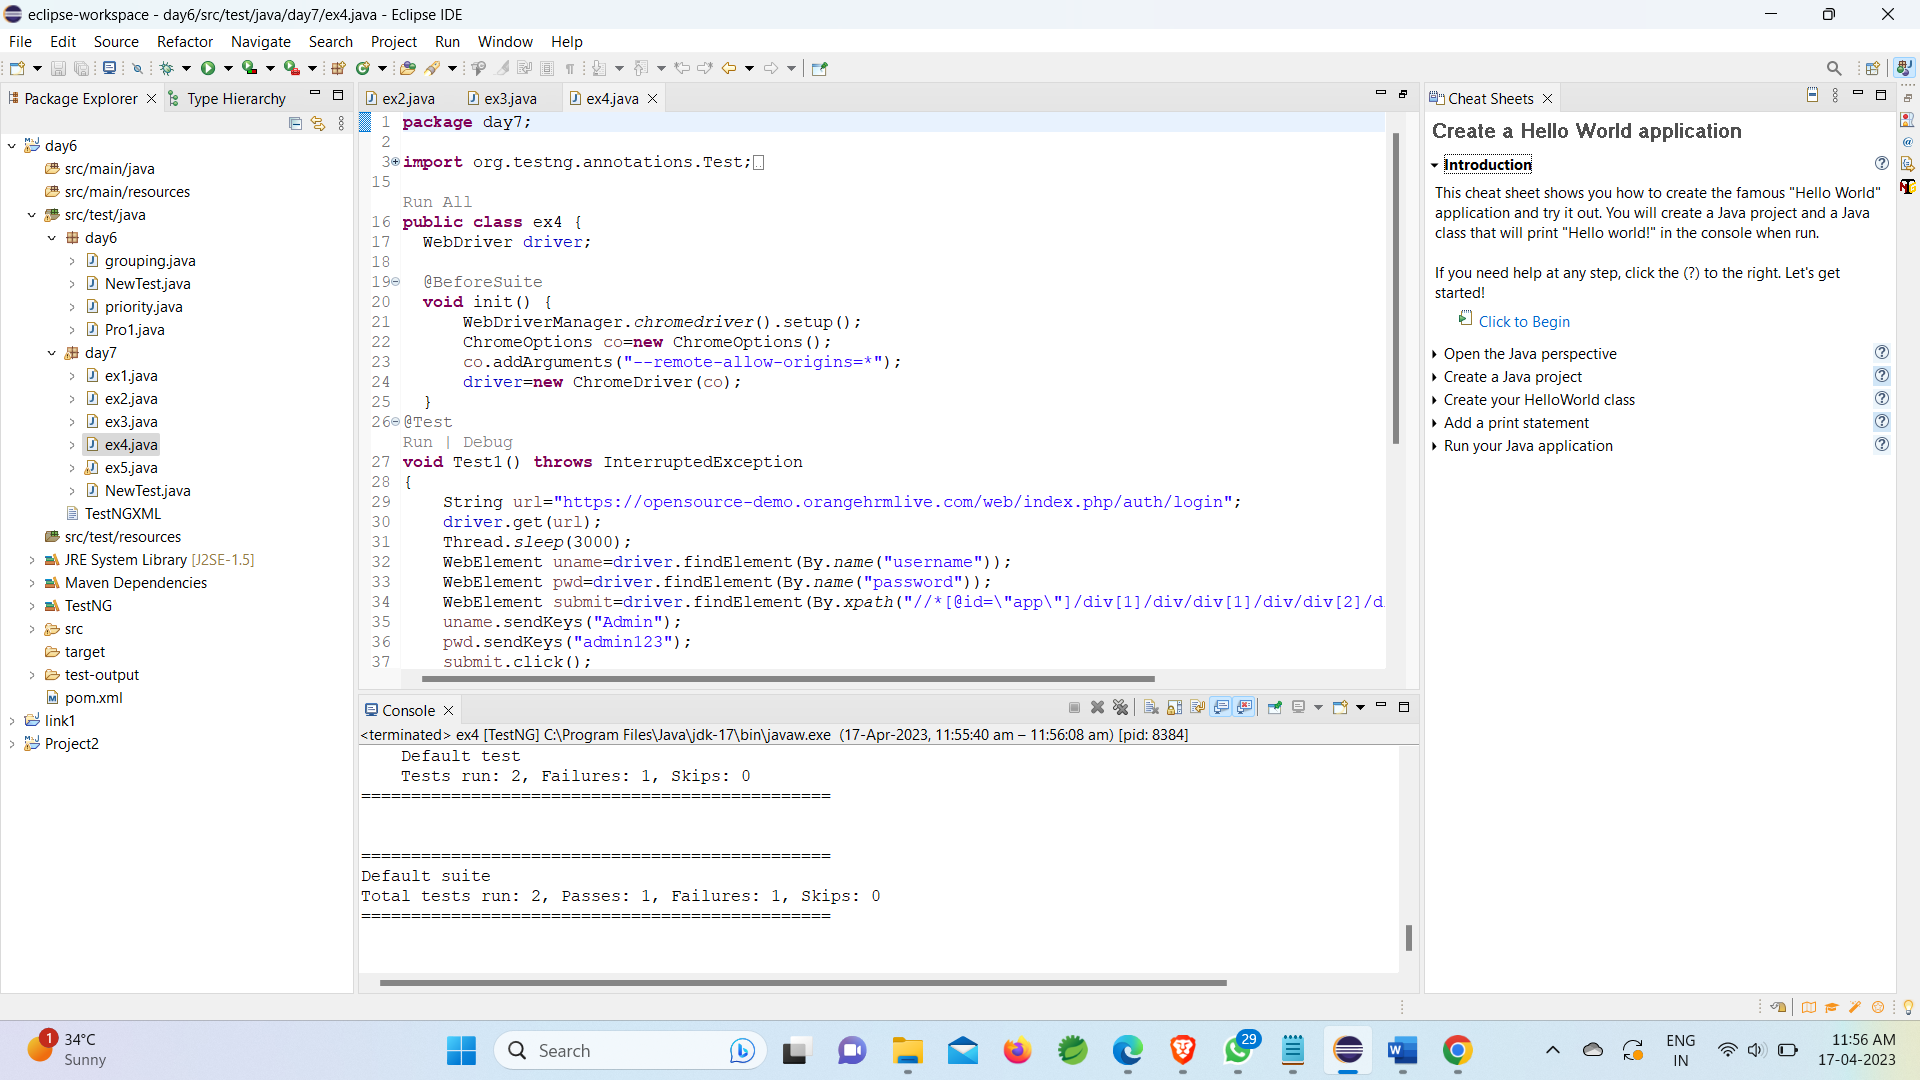 eclipse-workspace - day6/src/test/java/day7/ex4.java - Eclipse IDE
File Edit Source Refactor Navigate Search Project Run Window Help
Package Explorer
Type Hierarchy
day6
src/main/java
src/main/resources
src/test/java
day6
grouping.java
NewTest.java
priority.java
Pro1.java
day7
ex1.java
ex2.java
ex3.java
ex4.java
ex5.java
NewTest.java
TestNGXML
src/test/resources
JRE System Library [J2SE-1.5]
Maven Dependencies
TestNG
src
target
test-output
pom.xml
link1
Project2
ex2.java
ex3.java
ex4.java
1 package day7;
2
3 import org.testng.annotations.Test;
15
Run All
16 public class ex4 {
17 WebDriver driver;
18
19 @BeforeSuite
20 void init() {
21 WebDriverManager.chromedriver().setup();
22 ChromeOptions co=new ChromeOptions();
23 co.addArguments("--remote-allow-origins=*");
24 driver=new ChromeDriver(co);
25 }
26 @Test
Run | Debug
27 void Test1() throws InterruptedException
28 {
29 String url="https://opensource-demo.orangehrmlive.com/web/index.php/auth/login";
30 driver.get(url);
31 Thread.sleep(3000);
32 WebElement uname=driver.findElement(By.name("username"));
33 WebElement pwd=driver.findElement(By.name("password"));
34 WebElement submit=driver.findElement(By.xpath("//*[@id=\"app\"]/div[1]/div/div[1]/div/div[2]/d
35 uname.sendKeys("Admin");
36 pwd.sendKeys("admin123");
37 submit.click();
Console
<terminated> ex4 [TestNG] C:\Program Files\Java\jdk-17\bin\javaw.exe (17-Apr-2023, 11:55:40 am – 11:56:08 am) [pid: 8384]
Default test
Tests run: 2, Failures: 1, Skips: 0
===============================================
===============================================
Default suite
Total tests run: 2, Passes: 1, Failures: 1, Skips: 0
===============================================
Cheat Sheets
Create a Hello World application
Introduction
This cheat sheet shows you how to create the famous "Hello World"
application and try it out. You will create a Java project and a Java
class that will print "Hello world!" in the console when run.
If you need help at any step, click the (?) to the right. Let's get
started!
Click to Begin
Open the Java perspective
Create a Java project
Create your HelloWorld class
Add a print statement
Run your Java application
1
34°C
Sunny
Search
29
ENG
IN
11:56 AM
17-04-2023